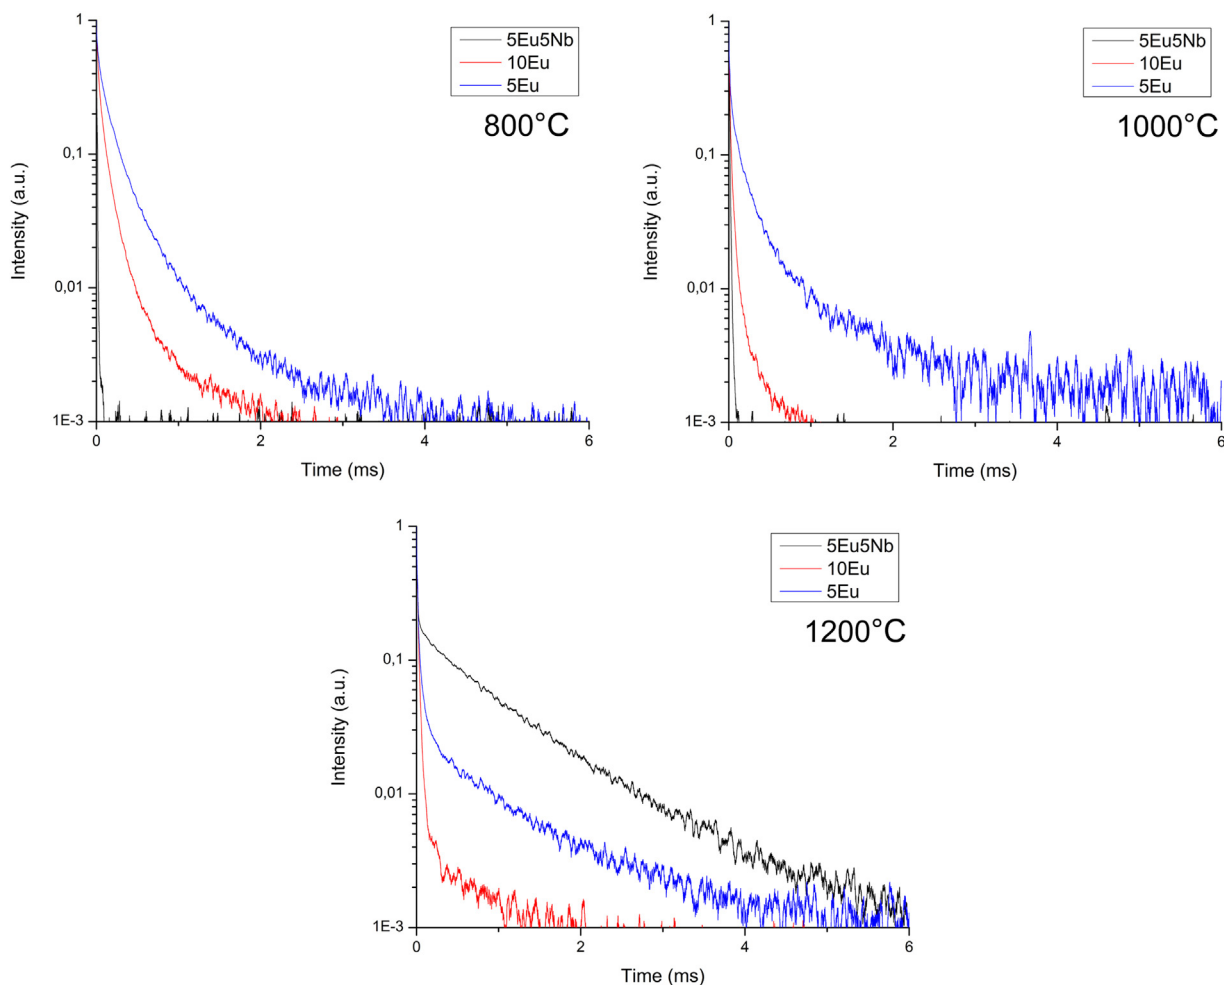 1
5Eu5Nb
10Eu
5Eu
800°C
0,1
0,01
1E-3
0 2 4 6
Intensity (a.u.)
Time (ms)
1
5Eu5Nb
10Eu
5Eu
1000°C
0,1
0,01
1E-3
0 2 4 6
Intensity (a.u.)
Time (ms)
1
5Eu5Nb
10Eu
5Eu
1200°C
0,1
0,01
1E-3
0 2 4 6
Intensity (a.u.)
Time (ms)